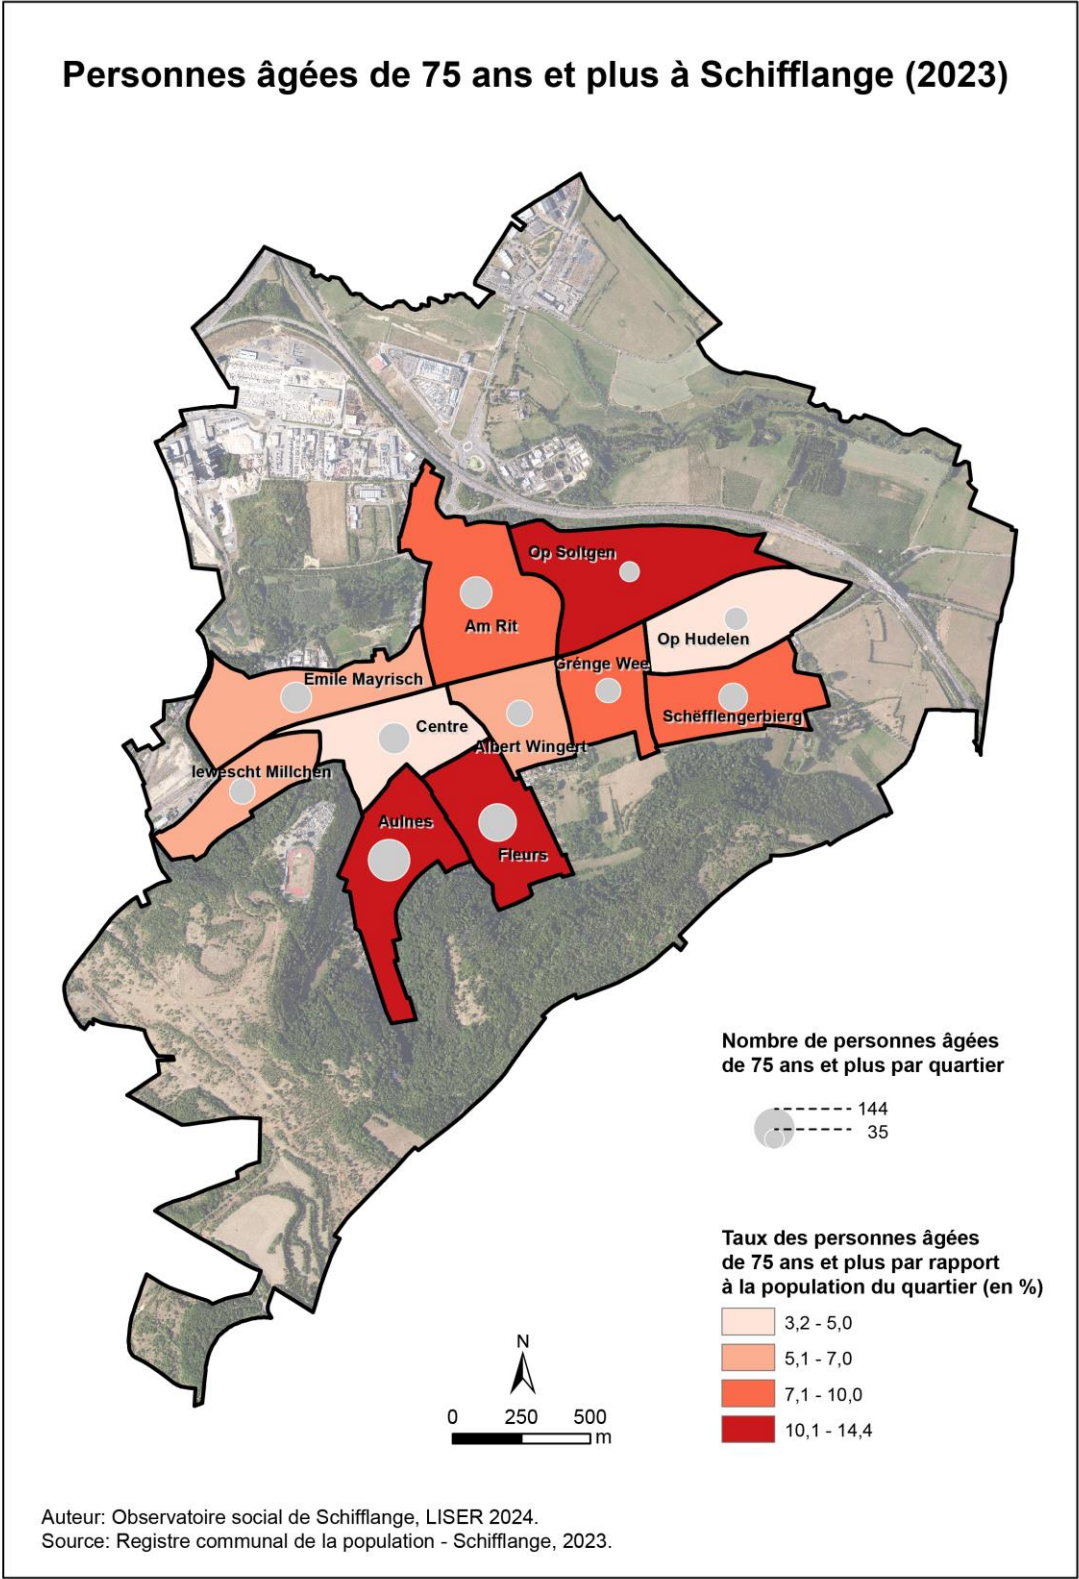 Personnes âgées de 75 ans et plus à Schifflange (2023)
Op Soltgen
Am Rit
Op Hudelen
Grénge Wee
Emile Mayrisch
Schëfflengerbierg
Centre
Albert Wingert
Iewescht Millchen
Aulnes
Fleurs
Nombre de personnes âgées
de 75 ans et plus par quartier
144
35
Taux des personnes âgées
de 75 ans et plus par rapport
à la population du quartier (en %)
3,2 - 5,0
5,1 - 7,0
7,1 - 10,0
10,1 - 14,4
N
0 250 500
m
Auteur: Observatoire social de Schifflange, LISER 2024.
Source: Registre communal de la population - Schifflange, 2023.